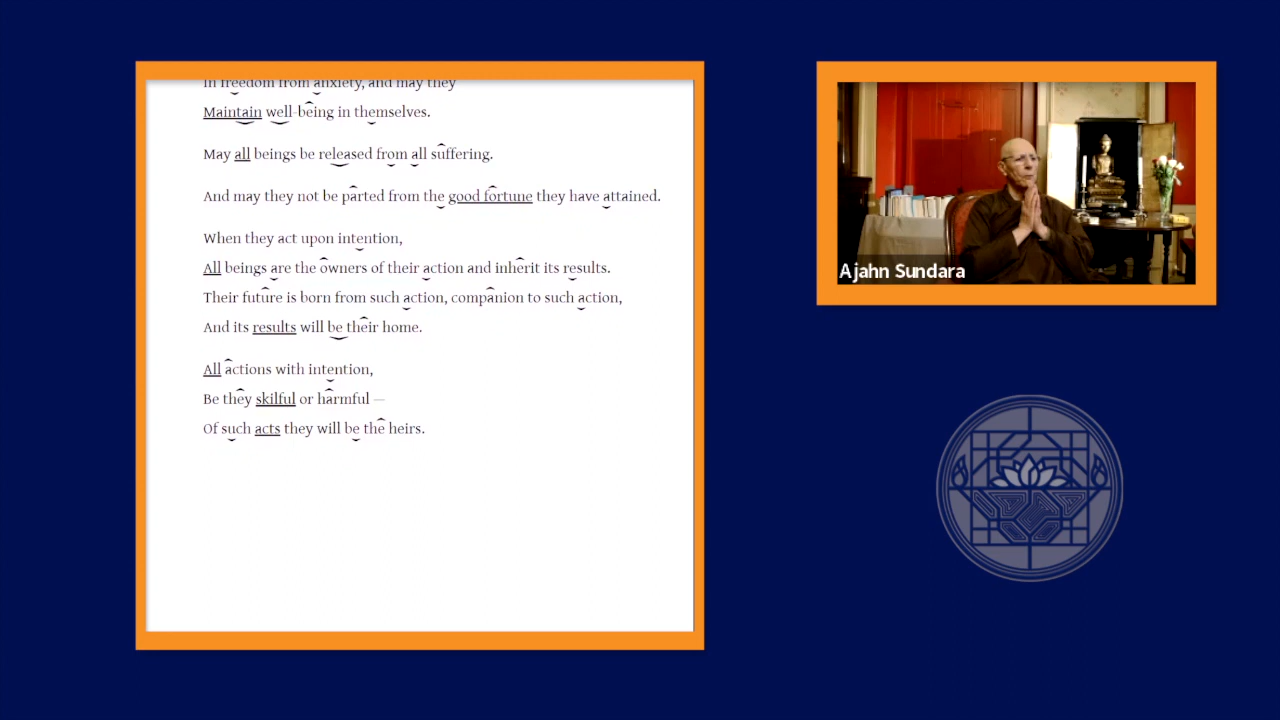 In freedom from anxiety, and may they
Maintain well-being in themselves.
May all beings be released from all suffering.
And may they not be parted from the good fortune they have attained.
When they act upon intention,
All beings are the owners of their action and inherit its results.
Their future is born from such action, companion to such action,
And its results will be their home.
All actions with intention,
Be they skilful or harmful —
Of such acts they will be the heirs.
Ajahn Sundara